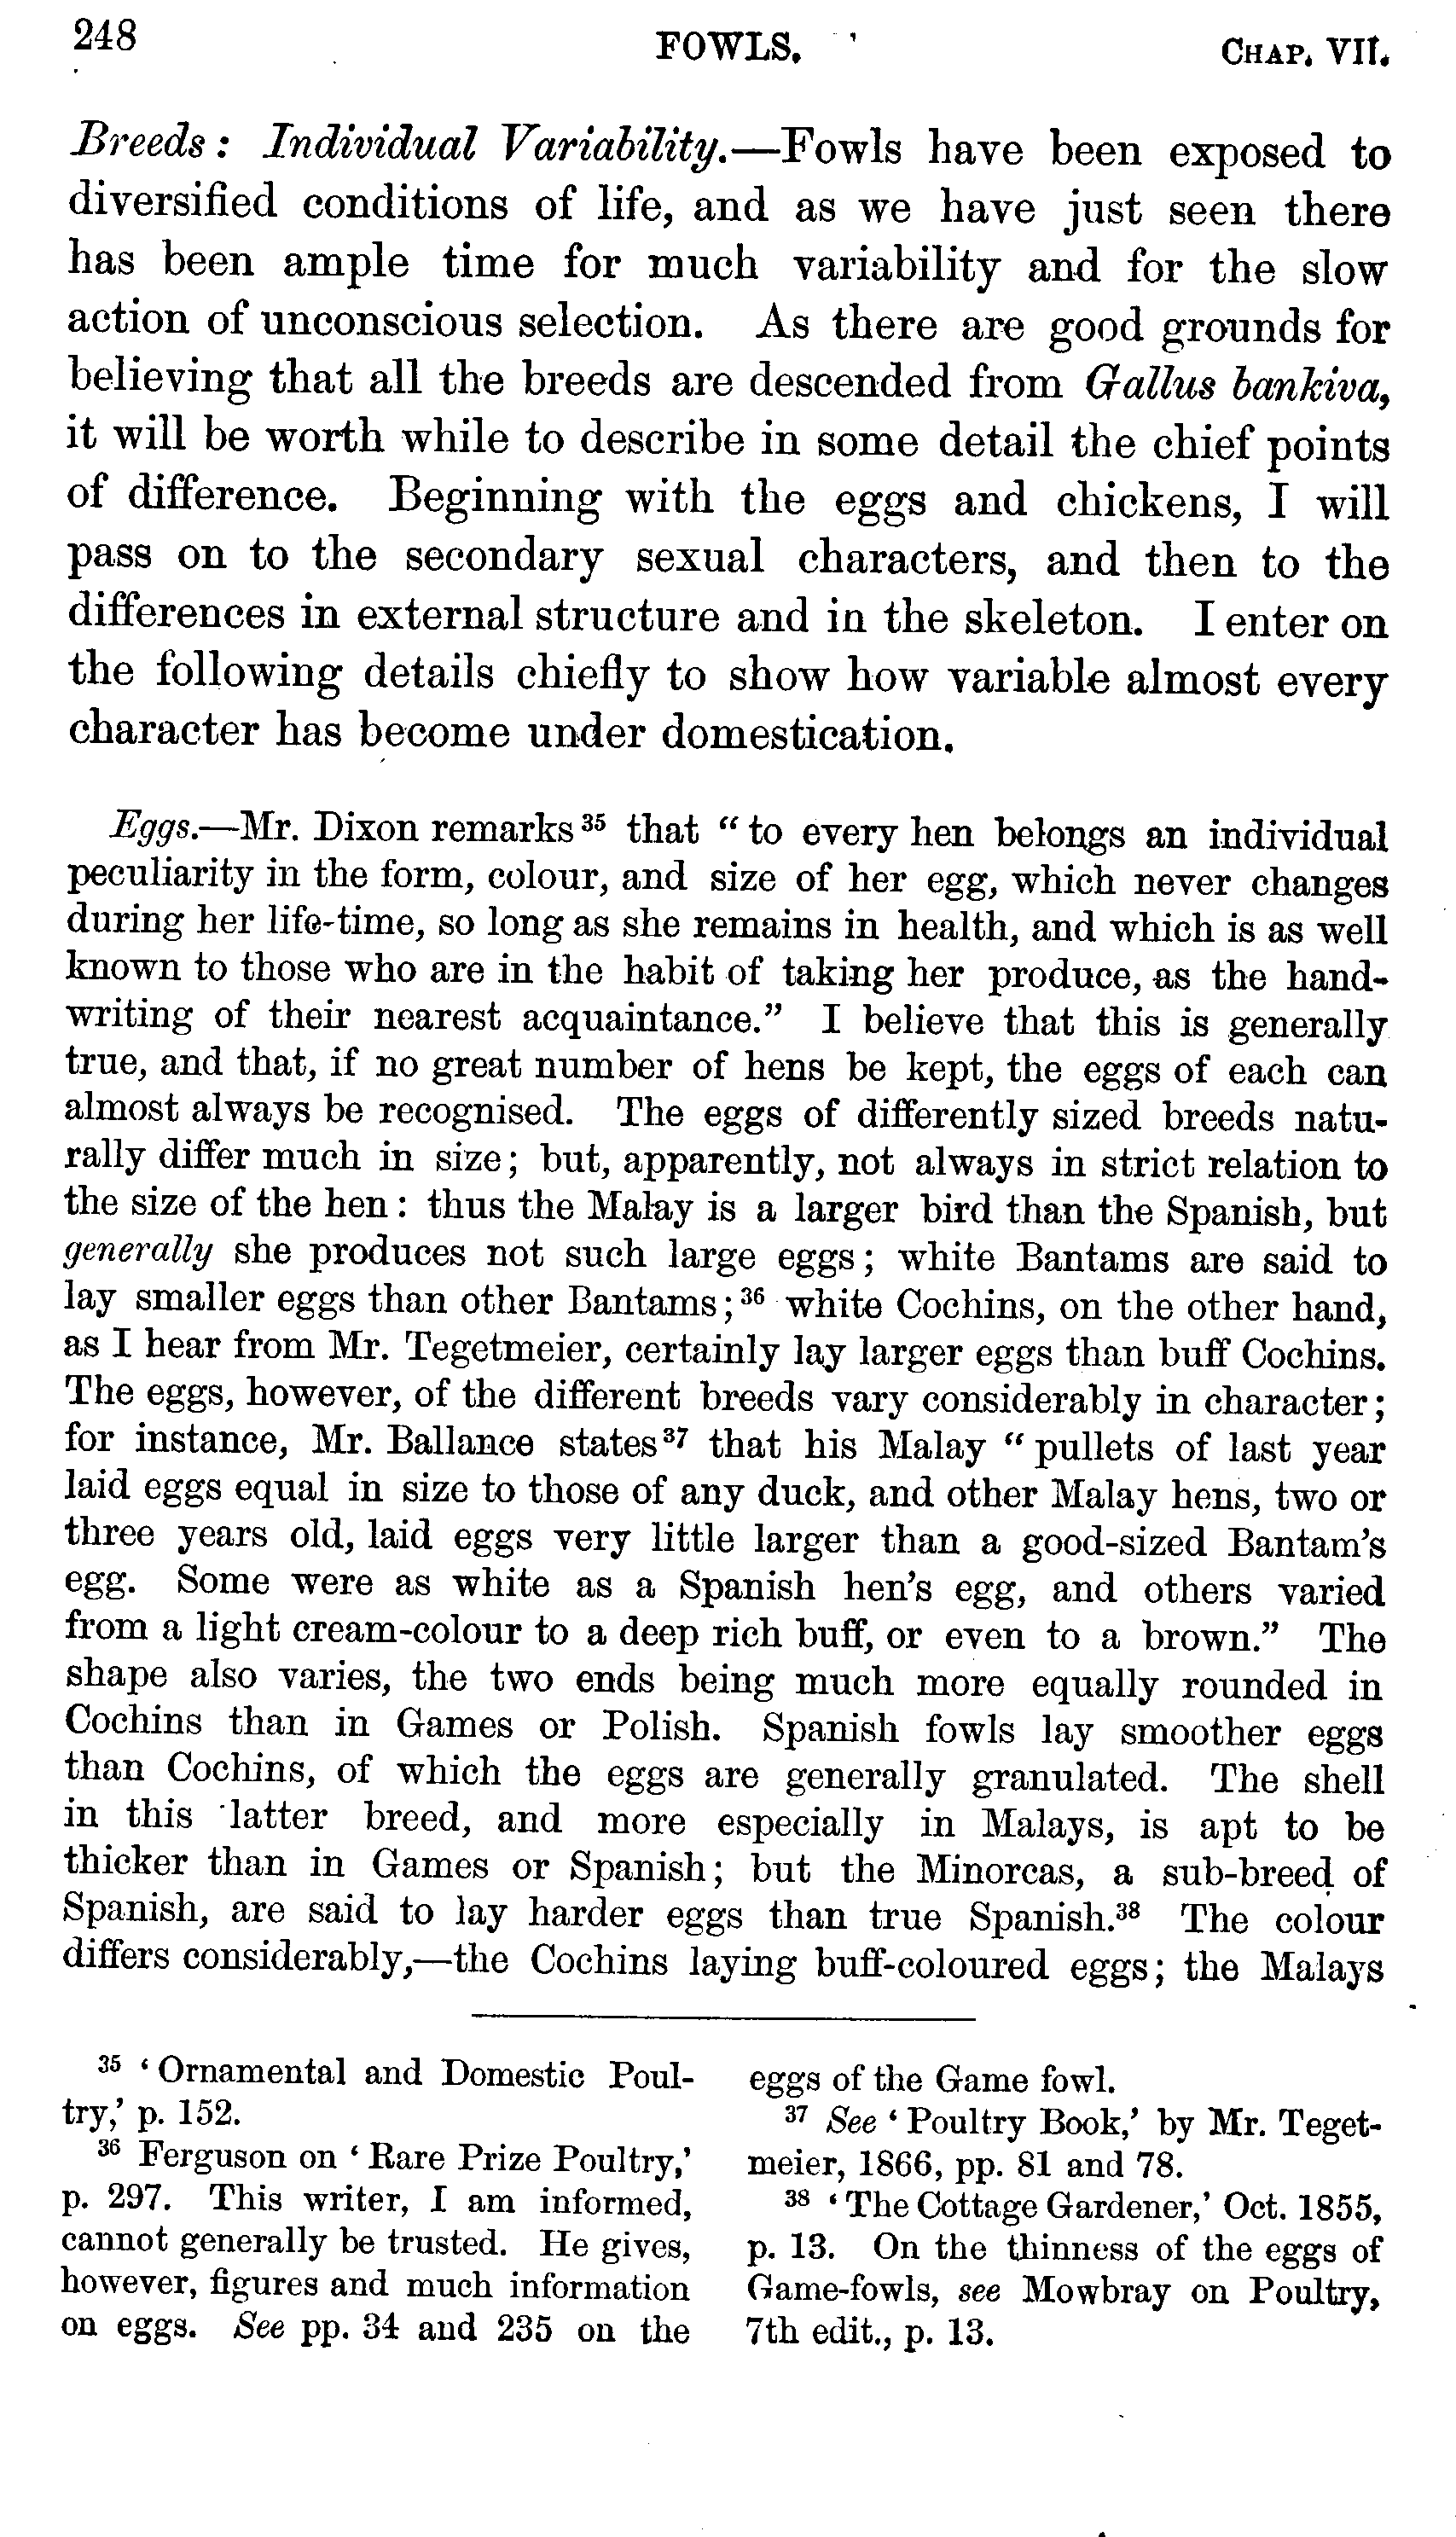 248 FOWLS. CHAP. VII.
Breeds: Individual Variability.—Fowls have been exposed to
diversified conditions of life, and as we have just seen there
has been ample time for much variability and for the slow
action of unconscious selection. As there are good grounds for
believing that all the breeds are descended from Gallus bankiva,
it will be worth while to describe in some detail the chief points
of difference. Beginning with the eggs and chickens, I will
pass on to the secondary sexual characters, and then to the
differences in external structure and in the skeleton. I enter on
the following details chiefly to show how variable almost every
character has become under domestication.
Eggs.—Mr. Dixon remarks³⁵ that “to every hen belongs an individual
peculiarity in the form, colour, and size of her egg, which never changes
during her life-time, so long as she remains in health, and which is as well
known to those who are in the habit of taking her produce, as the hand-
writing of their nearest acquaintance.” I believe that this is generally
true, and that, if no great number of hens be kept, the eggs of each can
almost always be recognised. The eggs of differently sized breeds natu-
rally differ much in size; but, apparently, not always in strict relation to
the size of the hen: thus the Malay is a larger bird than the Spanish, but
generally she produces not such large eggs; white Bantams are said to
lay smaller eggs than other Bantams;³⁶ white Cochins, on the other hand,
as I hear from Mr. Tegetmeier, certainly lay larger eggs than buff Cochins.
The eggs, however, of the different breeds vary considerably in character;
for instance, Mr. Ballance states³⁷ that his Malay “pullets of last year
laid eggs equal in size to those of any duck, and other Malay hens, two or
three years old, laid eggs very little larger than a good-sized Bantam’s
egg. Some were as white as a Spanish hen’s egg, and others varied
from a light cream-colour to a deep rich buff, or even to a brown.” The
shape also varies, the two ends being much more equally rounded in
Cochins than in Games or Polish. Spanish fowls lay smoother eggs
than Cochins, of which the eggs are generally granulated. The shell
in this latter breed, and more especially in Malays, is apt to be
thicker than in Games or Spanish; but the Minorcas, a sub-breed of
Spanish, are said to lay harder eggs than true Spanish.³⁸ The colour
differs considerably,—the Cochins laying buff-coloured eggs; the Malays
³⁵ ‘Ornamental and Domestic Poul-
try,’ p. 152.
³⁶ Ferguson on ‘Rare Prize Poultry,’
p. 297. This writer, I am informed,
cannot generally be trusted. He gives,
however, figures and much information
on eggs. See pp. 34 and 235 on the
eggs of the Game fowl.
³⁷ See ‘Poultry Book,’ by Mr. Teget-
meier, 1866, pp. 81 and 78.
³⁸ ‘The Cottage Gardener,’ Oct. 1855,
p. 13. On the thinness of the eggs of
Game-fowls, see Mowbray on Poultry,
7th edit., p. 13.